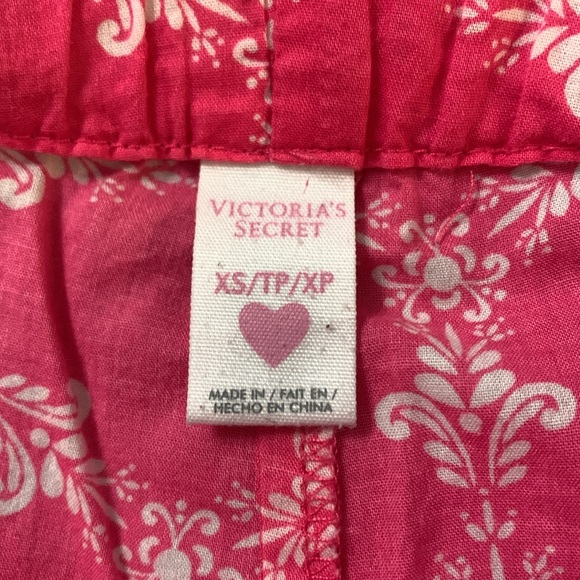 VICTORIA'S
SECRET
XS/TP/XP
MADE IN / FAIT EN /
HECHO EN CHINA